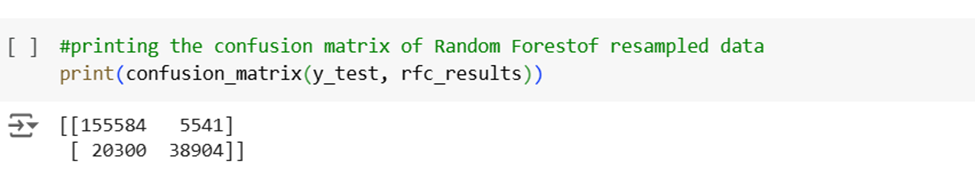 [ ] #printing the confusion matrix of Random Forestof resampled data
print(confusion_matrix(y_test, rfc_results))
[[155584 5541]
[ 20300 38904]]